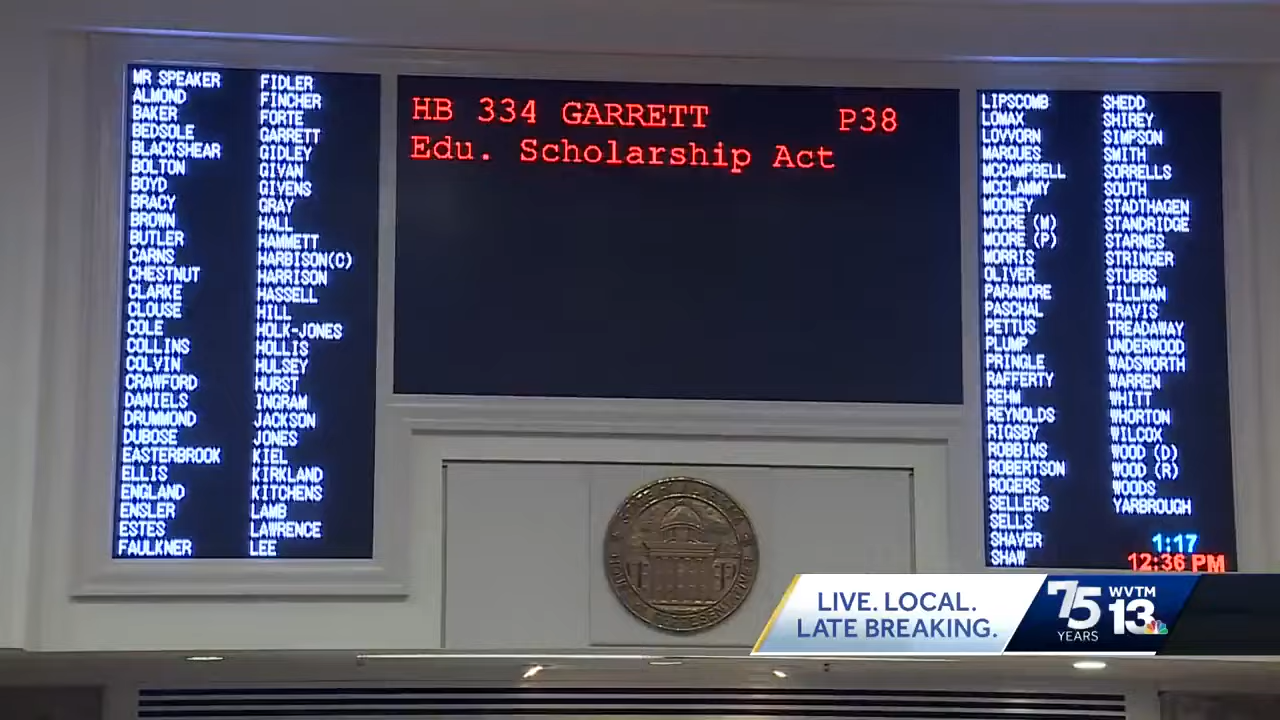 MR SPEAKER
ALMOND
BAKER
BEDSOLE
BLACKSHEAR
BOLTON
BOYD
BRACY
BROWN
BUTLER
CARNS
CHESTNUT
CLARKE
CLOUSE
COLE
COLLINS
COLVIN
CRAWFORD
DANIELS
DRUMMOND
DUBOSE
EASTERBROOK
ELLIS
ENGLAND
ENSLER
ESTES
FAULKNER
FIDLER
FINCHER
FORTE
GARRETT
GIDLEY
GIVAN
GIVENS
GRAY
HALL
HAMMETT
HARBISON(C)
HARRISON
HASSELL
HILL
HOLK-JONES
HOLLIS
HULSEY
HURST
INGRAM
JACKSON
JONES
KIEL
KIRKLAND
KITCHENS
LAMB
LAWRENCE
LEE
HB 334 GARRETT P38
Edu. Scholarship Act
LIPSCOMB
LOMAX
LOVVORN
MARQUES
MCCAMPBELL
MCCLAMMY
MOONEY
MOORE (M)
MOORE (P)
MORRIS
OLIVER
PARAMORE
PASCHAL
PETTUS
PLUMP
PRINGLE
RAFFERTY
REHM
REYNOLDS
RIGSBY
ROBBINS
ROBERTSON
ROGERS
SELLERS
SELLS
SHAVER
SHAW
SHEDD
SHIREY
SIMPSON
SMITH
SORRELLS
SOUTH
STADTHAGEN
STANDRIDGE
STARNES
STRINGER
STUBBS
TILLMAN
TRAVIS
TREADAWAY
UNDERWOOD
WADSWORTH
WARREN
WHITT
WHORTON
WILCOX
WOOD (D)
WOOD (R)
WOODS
YARBROUGH
1:17
12:36 PM
LIVE. LOCAL.
LATE BREAKING.
75
YEARS
WVTM
13